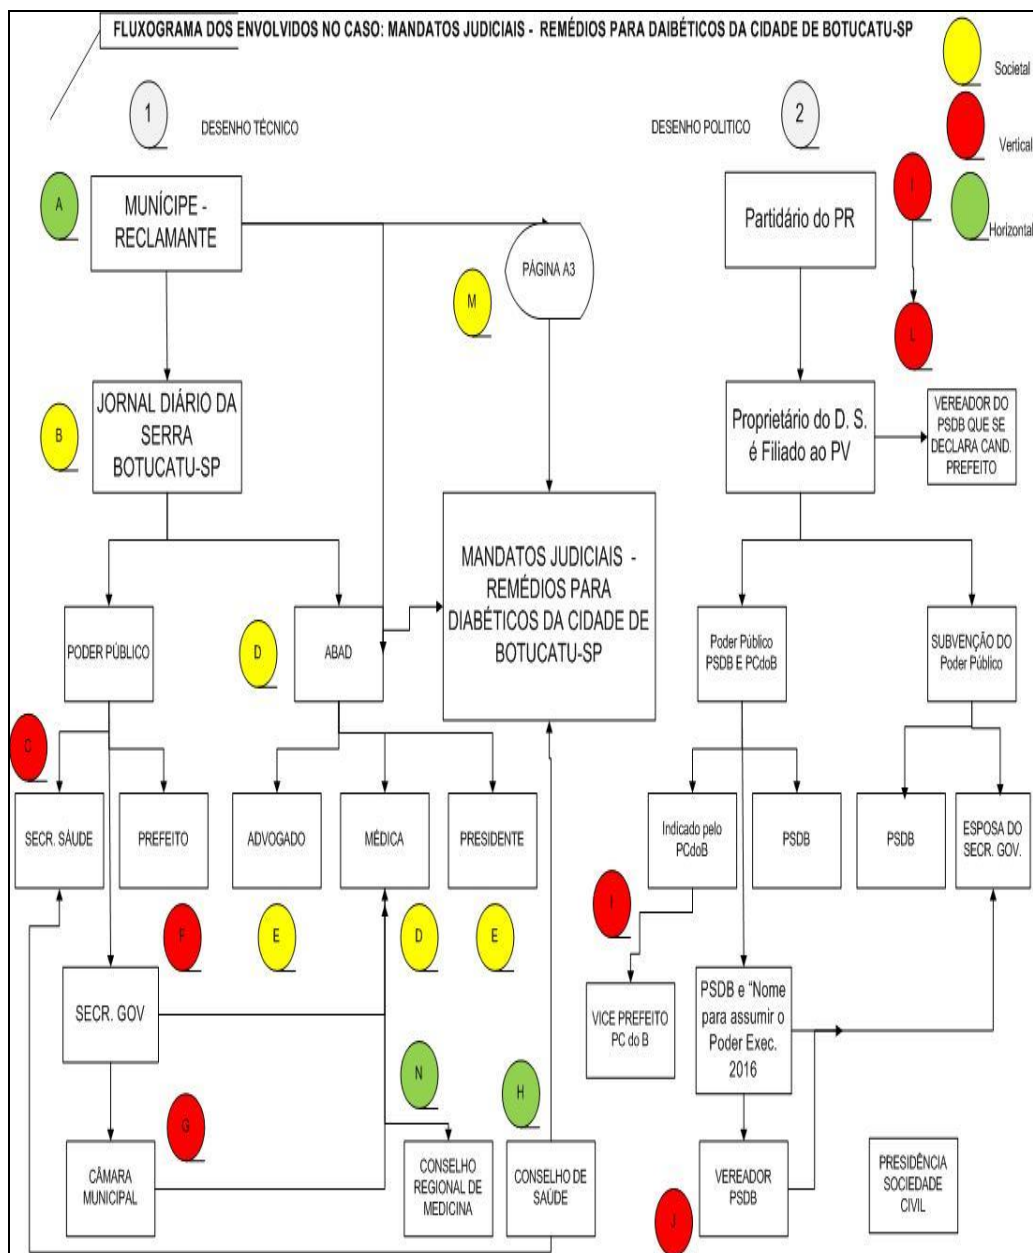 FLUXOGRAMA DOS ENVOLVIDOS NO CASO: MANDATOS JUDICIAIS - REMÉDIOS PARA DAIBÉTICOS DA CIDADE DE BOTUCATU-SP
Societal
Vertical
Horizontal
1
DESENHO TÉCNICO
2
DESENHO POLITICO
A
MUNÍCIPE -
RECLAMANTE
PÁGINA A3
M
Partidário do PR
I
L
B
JORNAL DIÁRIO DA
SERRA
BOTUCATU-SP
Proprietário do D. S.
é Filiado ao PV
VEREADOR DO
PSDB QUE SE
DECLARA CAND.
PREFEITO
MANDATOS JUDICIAIS -
REMÉDIOS PARA
DIABÉTICOS DA CIDADE DE
BOTUCATU-SP
PODER PÚBLICO
D
ABAD
Poder Público
PSDB E PCdoB
SUBVENÇÃO DO
Poder Público
C
SECR. SÁUDE
PREFEITO
ADVOGADO
MÉDICA
PRESIDENTE
Indicado pelo
PCdoB
PSDB
PSDB
ESPOSA DO
SECR. GOV.
F
E
D
E
I
SECR. GOV
VICE PREFEITO
PC do B
PSDB e “Nome
para assumir o
Poder Exec.
2016
N
H
G
CÂMARA
MUNICIPAL
CONSELHO
REGIONAL DE
MEDICINA
CONSELHO DE
SAÚDE
J
VEREADOR
PSDB
PRESIDÊNCIA
SOCIEDADE
CIVIL